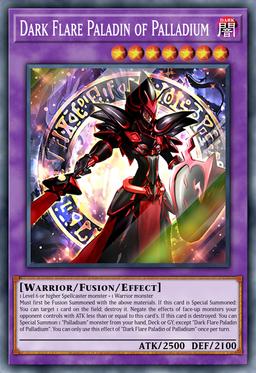 Dark Flare Paladin of Palladium
DARK
闇
[Warrior/Fusion/Effect]
1 Level 6 or higher Spellcaster monster + 1 Warrior monster
Must first be Fusion Summoned with the above materials. If this card is Special Summoned:
You can target 1 card on the field; destroy it. Negate the effects of face-up monsters your
opponent controls with ATK less than or equal to this card's. If this card is destroyed: You can
Special Summon 1 "Palladium" monster from your hand, Deck or GY, except "Dark Flare Paladin
of Palladium". You can only use this effect of "Dark Flare Paladin of Palladium" once per turn.
ATK/2500 DEF/2100